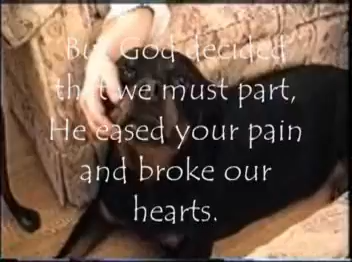 But God decided
that we must part,
He eased your pain
and broke our
hearts.